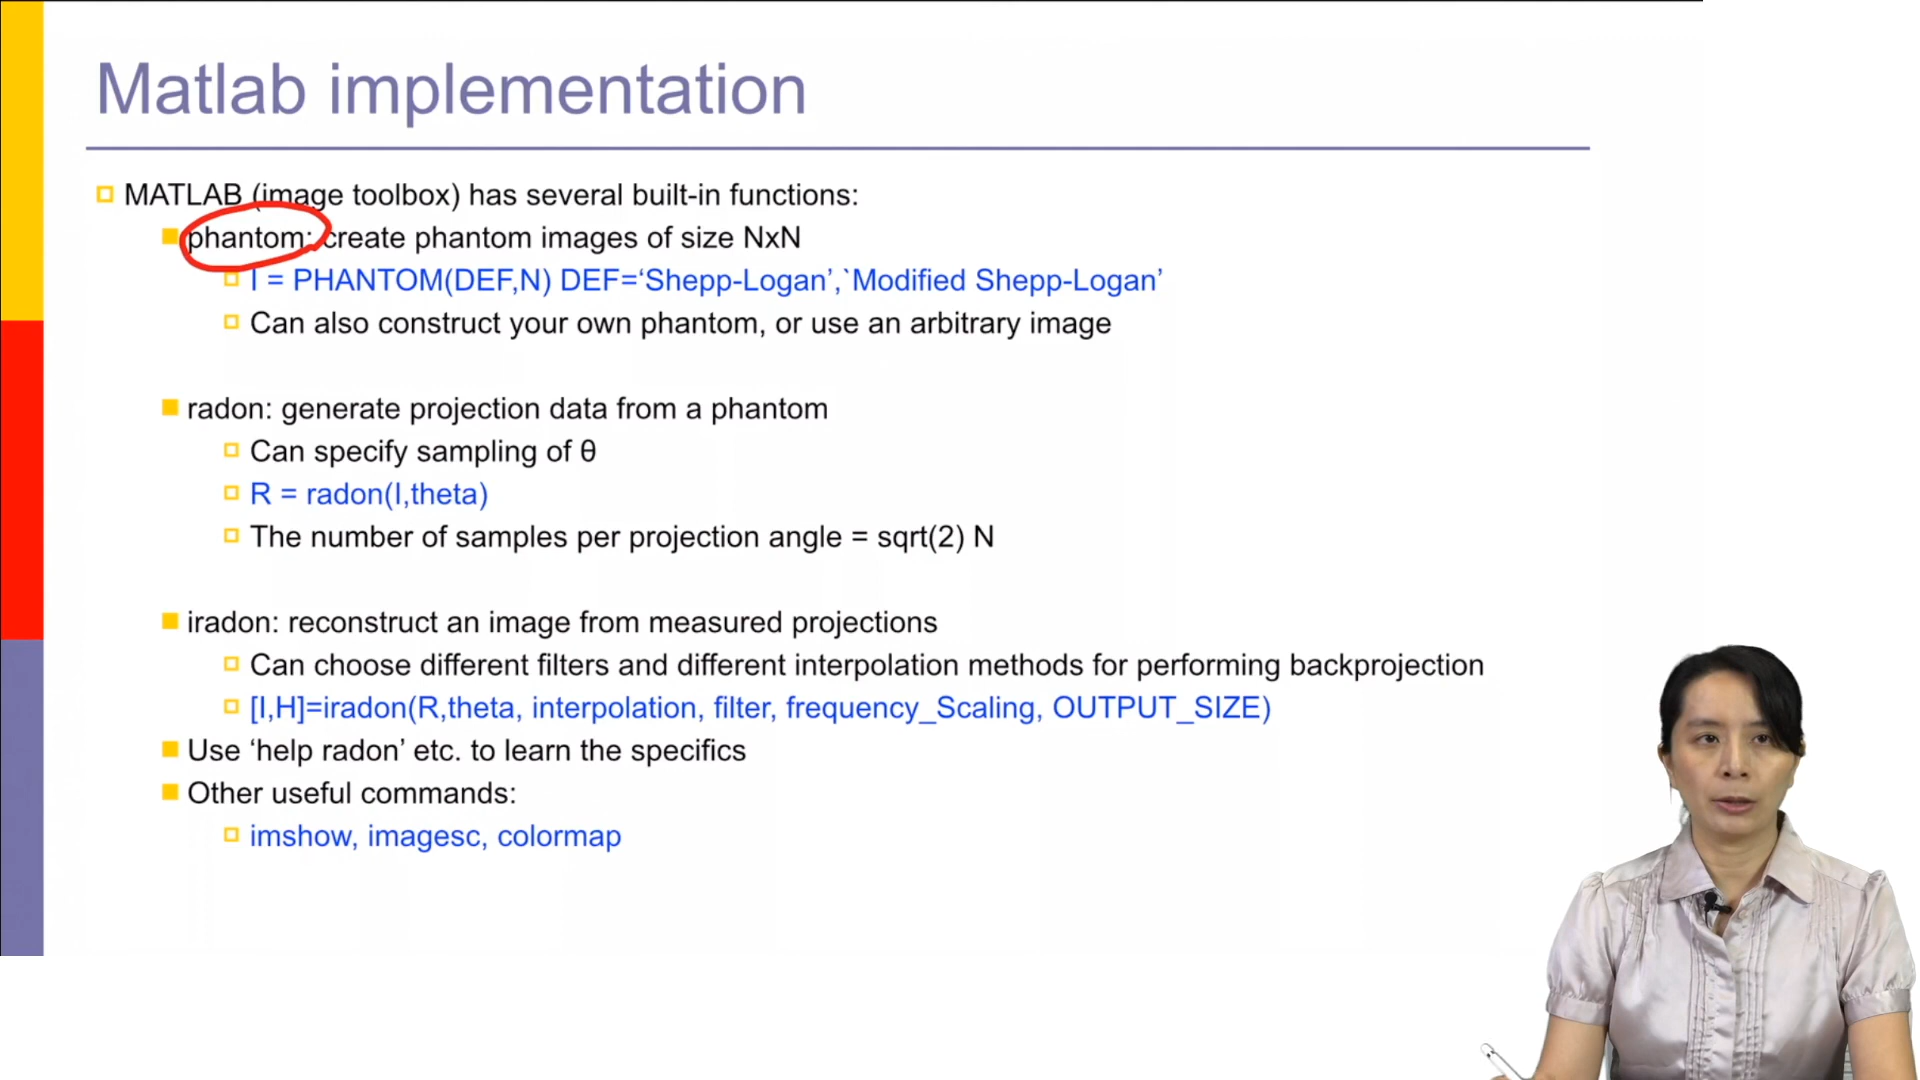 Matlab implementation
MATLAB (image toolbox) has several built-in functions:
phantom: create phantom images of size NxN
I = PHANTOM(DEF,N) DEF=‘Shepp-Logan’,`Modified Shepp-Logan’
Can also construct your own phantom, or use an arbitrary image
radon: generate projection data from a phantom
Can specify sampling of θ
R = radon(I,theta)
The number of samples per projection angle = sqrt(2) N
iradon: reconstruct an image from measured projections
Can choose different filters and different interpolation methods for performing backprojection
[I,H]=iradon(R,theta, interpolation, filter, frequency_Scaling, OUTPUT_SIZE)
Use ‘help radon’ etc. to learn the specifics
Other useful commands:
imshow, imagesc, colormap